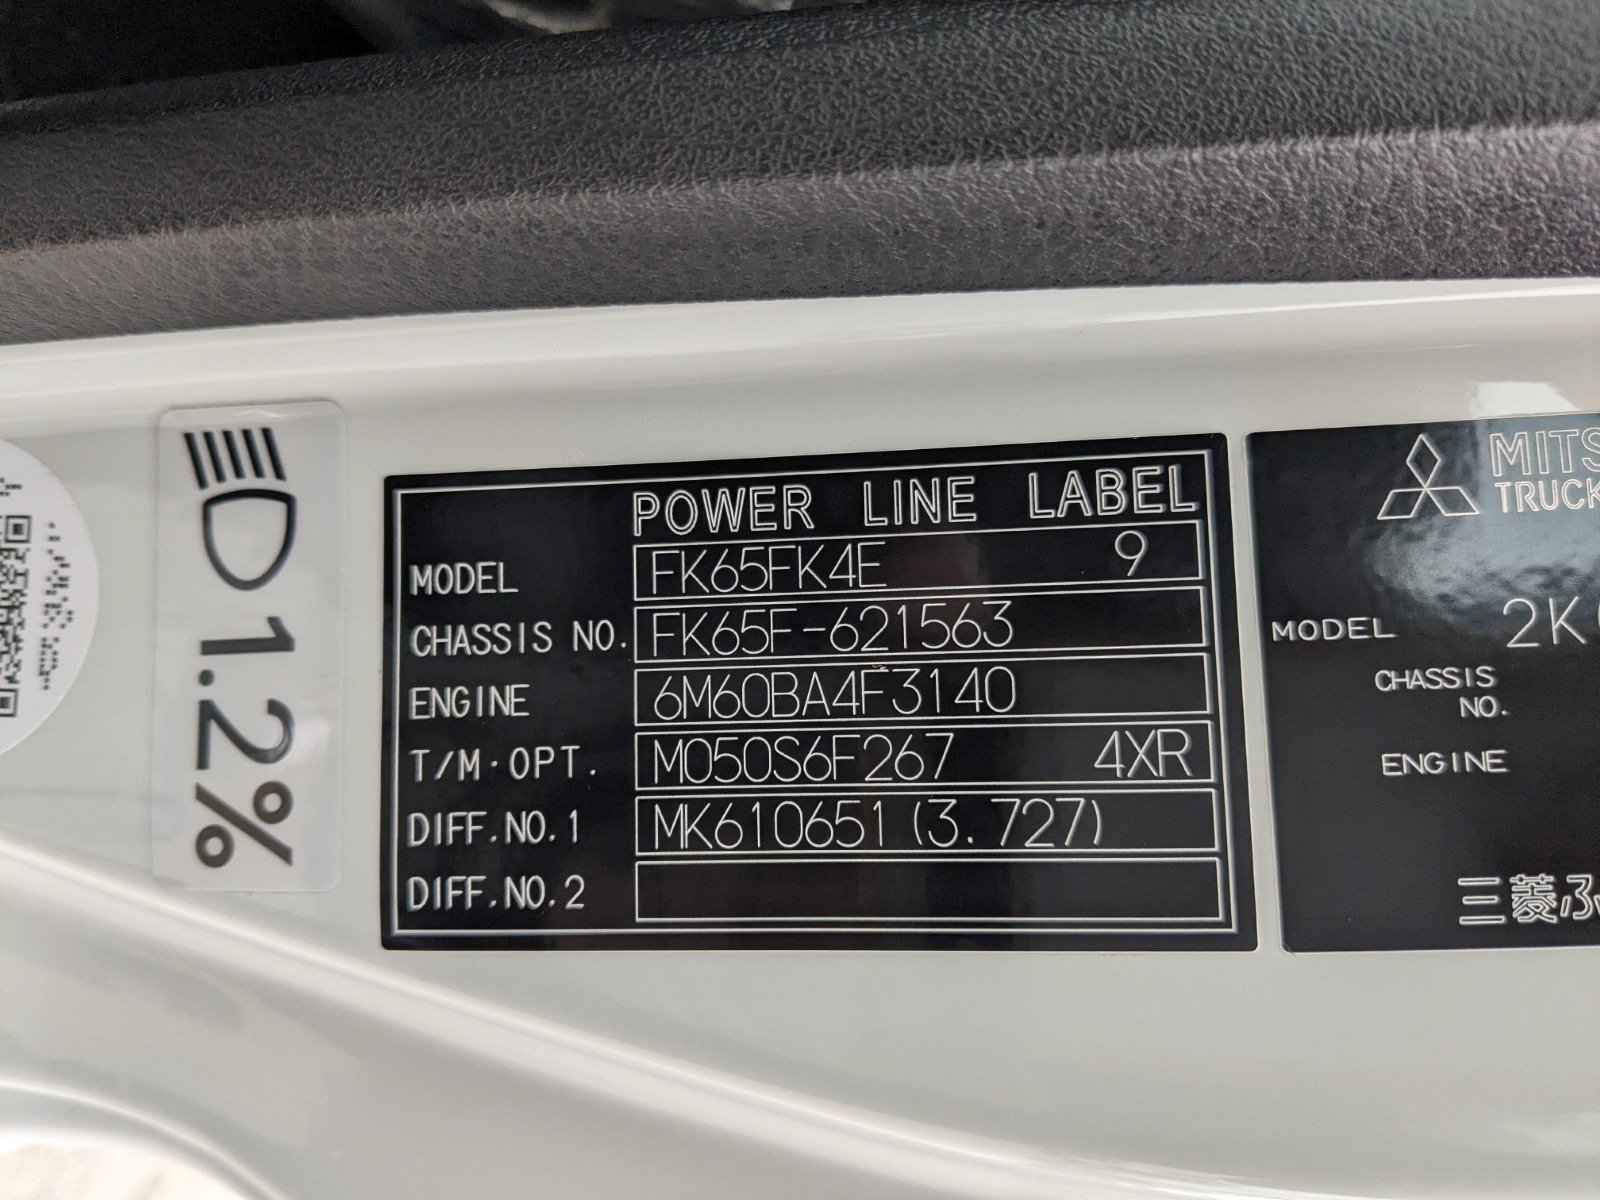 1.2%
POWER LINE LABEL
MODEL FK65FK4E 9
CHASSIS NO. FK65F-621563
ENGINE 6M60BA4F3140
T/M·OPT. M050S6F267 4XR
DIFF.NO.1 MK610651(3.727)
DIFF.NO.2
MITS
TRUCK
MODEL 2K
CHASSIS
NO.
ENGINE
三菱ふ